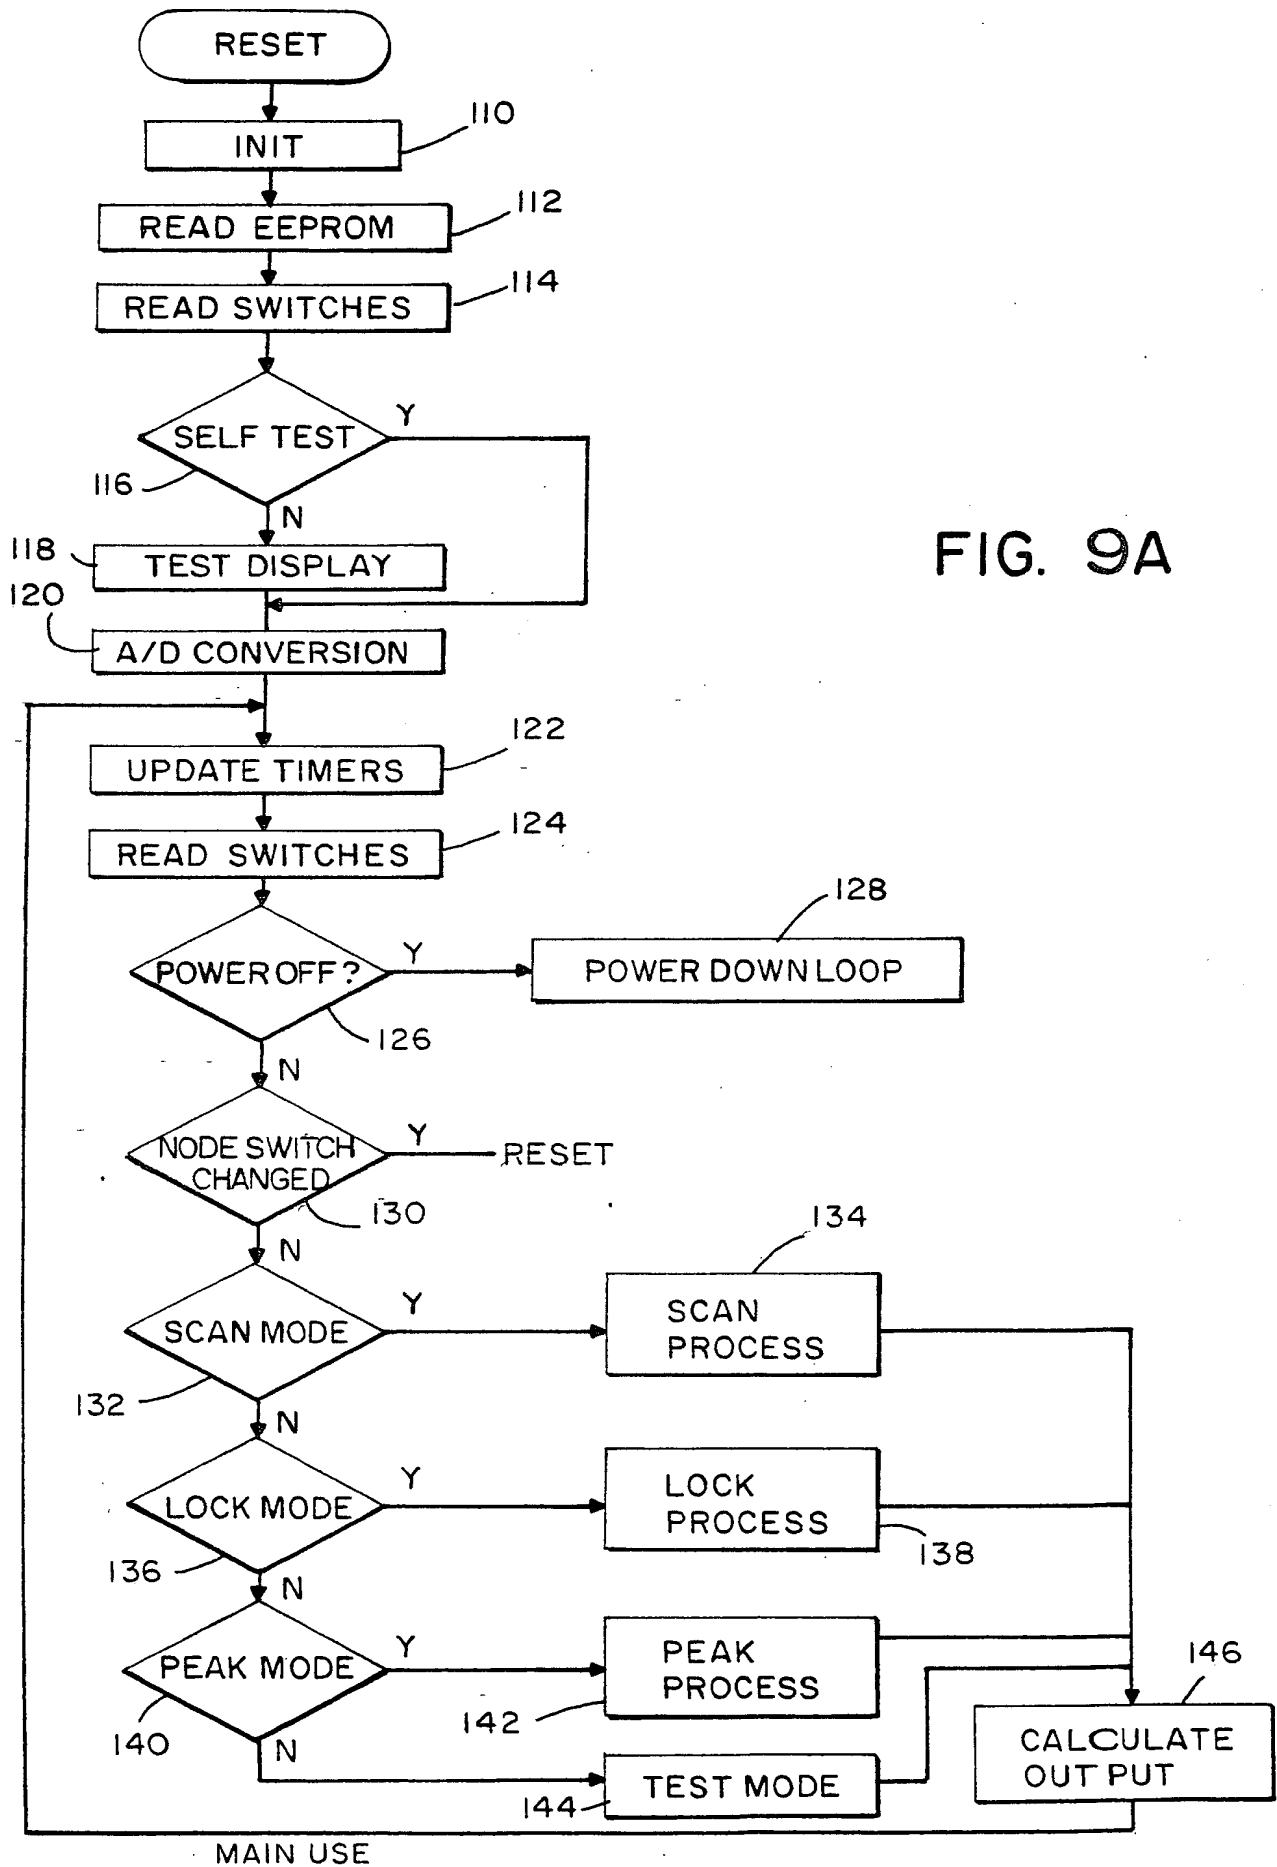 RESET
110
INIT
112
READ EEPROM
114
READ SWITCHES
Y
SELF TEST
116
N
118
TEST DISPLAY
FIG. 9A
120
A/D CONVERSION
122
UPDATE TIMERS
124
READ SWITCHES
128
Y
POWER OFF?
POWER DOWN LOOP
126
N
Y
NODE SWITCH
CHANGED
RESET
130
134
N
Y
SCAN MODE
SCAN
PROCESS
132
N
Y
LOCK MODE
LOCK
PROCESS
138
136
N
Y
PEAK MODE
PEAK
PROCESS
146
142
140
N
CALCULATE
OUT PUT
TEST MODE
144
MAIN USE